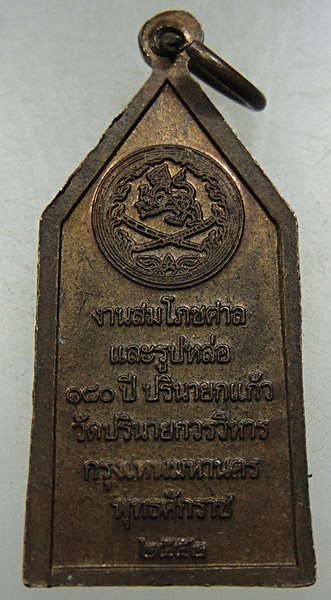 งานสมโภชศาล
และรูปหล่อ
๑๘๐ ปี ปรินายกแก้ว
วัดปรินายกวรวิหาร
กรุงเทพมหานคร
พุทธศักราช
๒๕๕๒